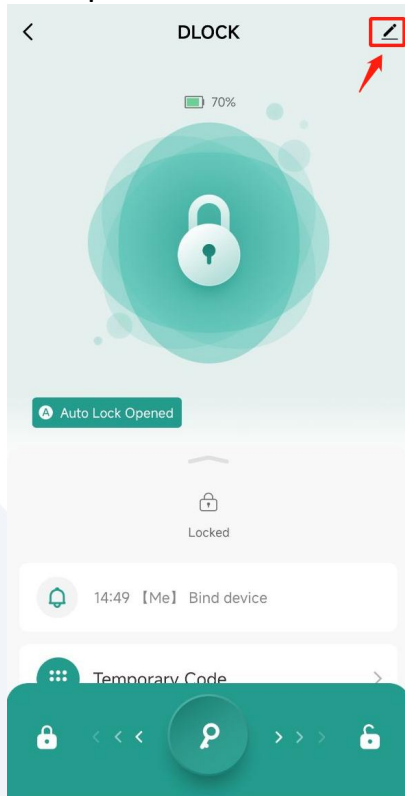 DLOCK
70%
A Auto Lock Opened
Locked
14:49 【Me】 Bind device
Temporary Code